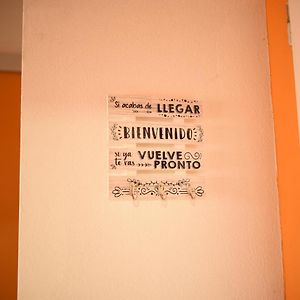 Si acabas de LLEGAR
BIENVENIDO
si ya te vas VUELVE PRONTO